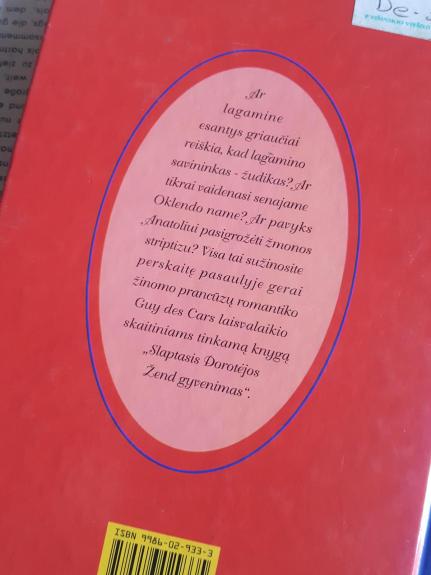 De-
Ar
lagamine
esantys griaučiai
reiškia, kad lagamino
savininkas - žudikas? Ar
tikrai vaidenasi senajame
Oklendo name? Ar pavyks
Anatoliui pasigrožėti žmonos
striptizu? Visa tai sužinosite
perskaitę pasaulyje gerai
žinomo prancūzų romantiko
Guy des Cars laisvalaikio
skaitiniams tinkamą knygą
„Slaptasis Dorotėjos
Žend gyvenimas“.
ISBN 9986-02-933-3